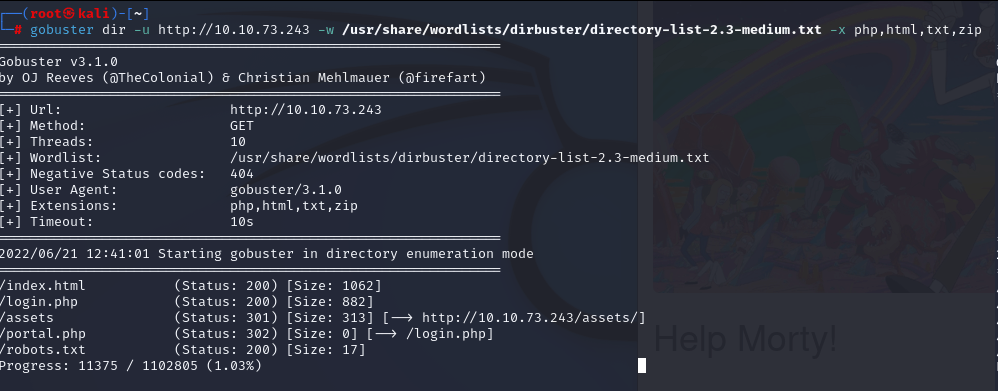 ┌──(root㉿kali)-[~]
└─# gobuster dir -u http://10.10.73.243 -w /usr/share/wordlists/dirbuster/directory-list-2.3-medium.txt -x php,html,txt,zip
===============================================================
Gobuster v3.1.0
by OJ Reeves (@TheColonial) & Christian Mehlmauer (@firefart)
===============================================================
[+] Url:                     http://10.10.73.243
[+] Method:                  GET
[+] Threads:                 10
[+] Wordlist:                /usr/share/wordlists/dirbuster/directory-list-2.3-medium.txt
[+] Negative Status codes:   404
[+] User Agent:              gobuster/3.1.0
[+] Extensions:              php,html,txt,zip
[+] Timeout:                 10s
===============================================================
2022/06/21 12:41:01 Starting gobuster in directory enumeration mode
===============================================================
/index.html           (Status: 200) [Size: 1062]
/login.php            (Status: 200) [Size: 882]
/assets               (Status: 301) [Size: 313] [--> http://10.10.73.243/assets/]
/portal.php           (Status: 302) [Size: 0] [--> /login.php]
/robots.txt           (Status: 200) [Size: 17]
Progress: 11375 / 1102805 (1.03%)
Help Morty!